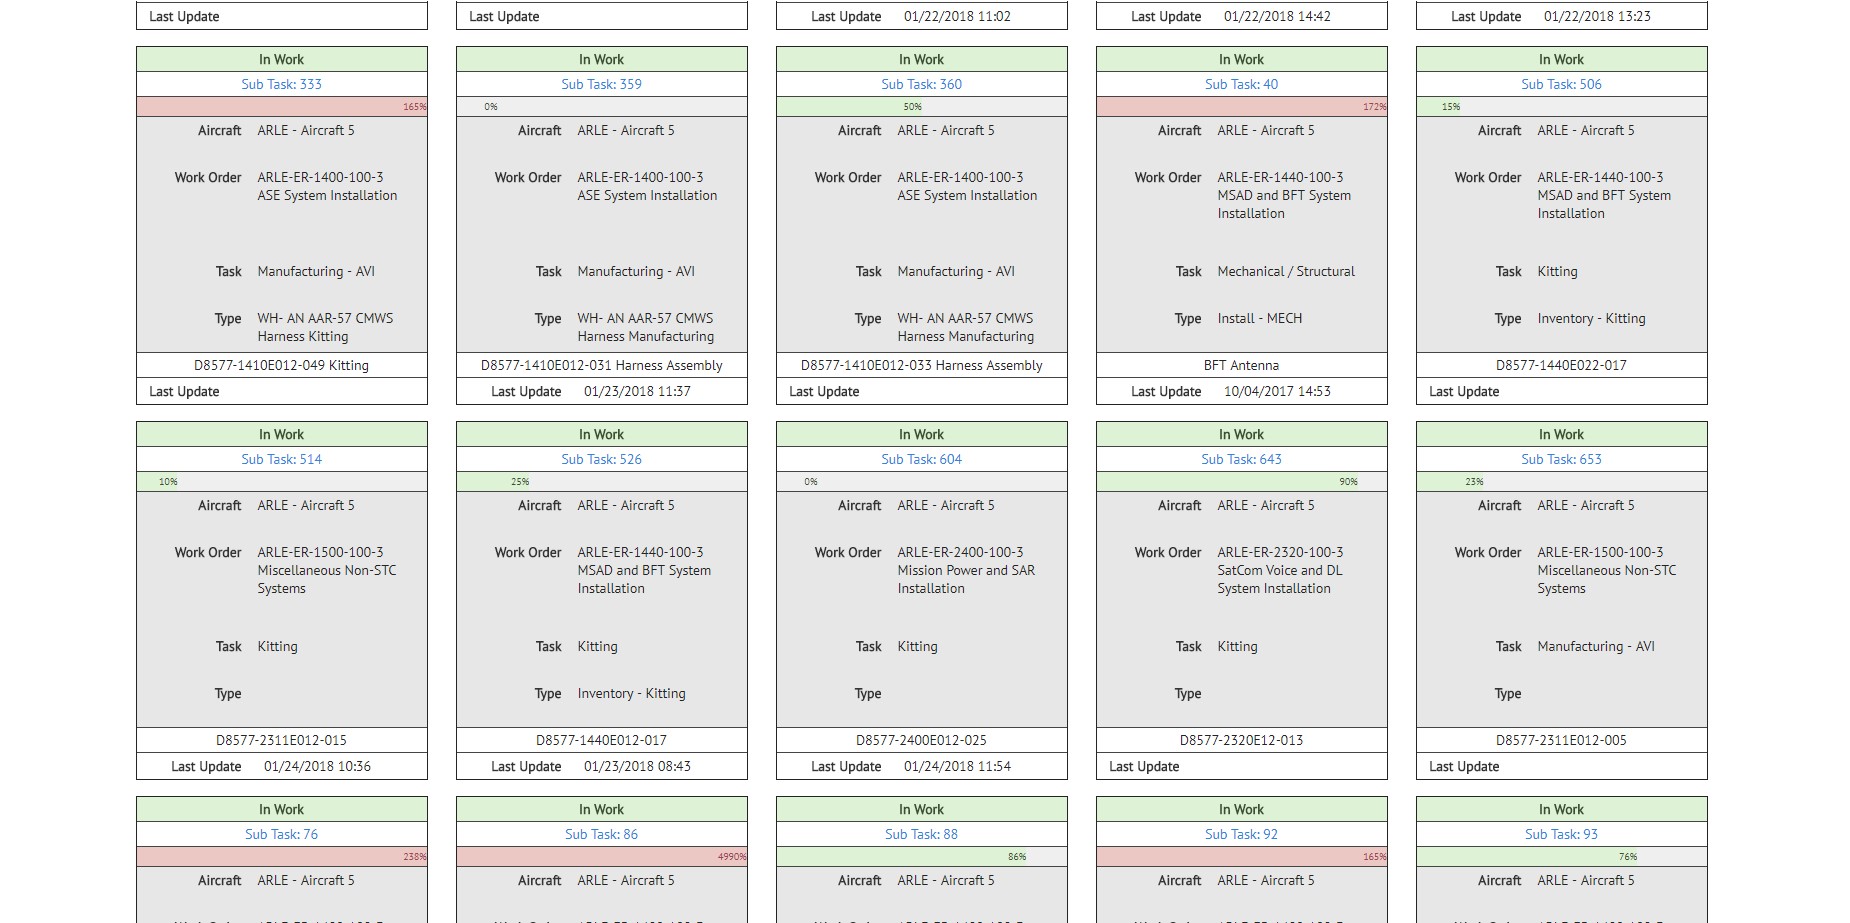 Last Update
Last Update
Last Update 01/22/2018 11:02
Last Update 01/22/2018 14:42
Last Update 01/22/2018 13:23
In Work
Sub Task: 333
165%
Aircraft ARLE - Aircraft 5
Work Order ARLE-ER-1400-100-3
ASE System Installation
Task Manufacturing - AVI
Type WH- AN AAR-57 CMWS
Harness Kitting
D8577-1410E012-049 Kitting
Last Update
In Work
Sub Task: 359
0%
Aircraft ARLE - Aircraft 5
Work Order ARLE-ER-1400-100-3
ASE System Installation
Task Manufacturing - AVI
Type WH- AN AAR-57 CMWS
Harness Manufacturing
D8577-1410E012-031 Harness Assembly
Last Update 01/23/2018 11:37
In Work
Sub Task: 360
50%
Aircraft ARLE - Aircraft 5
Work Order ARLE-ER-1400-100-3
ASE System Installation
Task Manufacturing - AVI
Type WH- AN AAR-57 CMWS
Harness Manufacturing
D8577-1410E012-033 Harness Assembly
Last Update
In Work
Sub Task: 40
172%
Aircraft ARLE - Aircraft 5
Work Order ARLE-ER-1440-100-3
MSAD and BFT System
Installation
Task Mechanical / Structural
Type Install - MECH
BFT Antenna
Last Update 10/04/2017 14:53
In Work
Sub Task: 506
15%
Aircraft ARLE - Aircraft 5
Work Order ARLE-ER-1440-100-3
MSAD and BFT System
Installation
Task Kitting
Type Inventory - Kitting
D8577-1440E022-017
Last Update
In Work
Sub Task: 514
10%
Aircraft ARLE - Aircraft 5
Work Order ARLE-ER-1500-100-3
Miscellaneous Non-STC
Systems
Task Kitting
Type
D8577-2311E012-015
Last Update 01/24/2018 10:36
In Work
Sub Task: 526
25%
Aircraft ARLE - Aircraft 5
Work Order ARLE-ER-1440-100-3
MSAD and BFT System
Installation
Task Kitting
Type Inventory - Kitting
D8577-1440E012-017
Last Update 01/23/2018 08:43
In Work
Sub Task: 604
0%
Aircraft ARLE - Aircraft 5
Work Order ARLE-ER-2400-100-3
Mission Power and SAR
Installation
Task Kitting
Type
D8577-2400E012-025
Last Update 01/24/2018 11:54
In Work
Sub Task: 643
90%
Aircraft ARLE - Aircraft 5
Work Order ARLE-ER-2320-100-3
SatCom Voice and DL
System Installation
Task Kitting
Type
D8577-2320E12-013
Last Update
In Work
Sub Task: 653
23%
Aircraft ARLE - Aircraft 5
Work Order ARLE-ER-1500-100-3
Miscellaneous Non-STC
Systems
Task Manufacturing - AVI
Type
D8577-2311E012-005
Last Update
In Work
Sub Task: 76
238%
Aircraft ARLE - Aircraft 5
In Work
Sub Task: 86
4990%
Aircraft ARLE - Aircraft 5
In Work
Sub Task: 88
86%
Aircraft ARLE - Aircraft 5
In Work
Sub Task: 92
165%
Aircraft ARLE - Aircraft 5
In Work
Sub Task: 93
76%
Aircraft ARLE - Aircraft 5